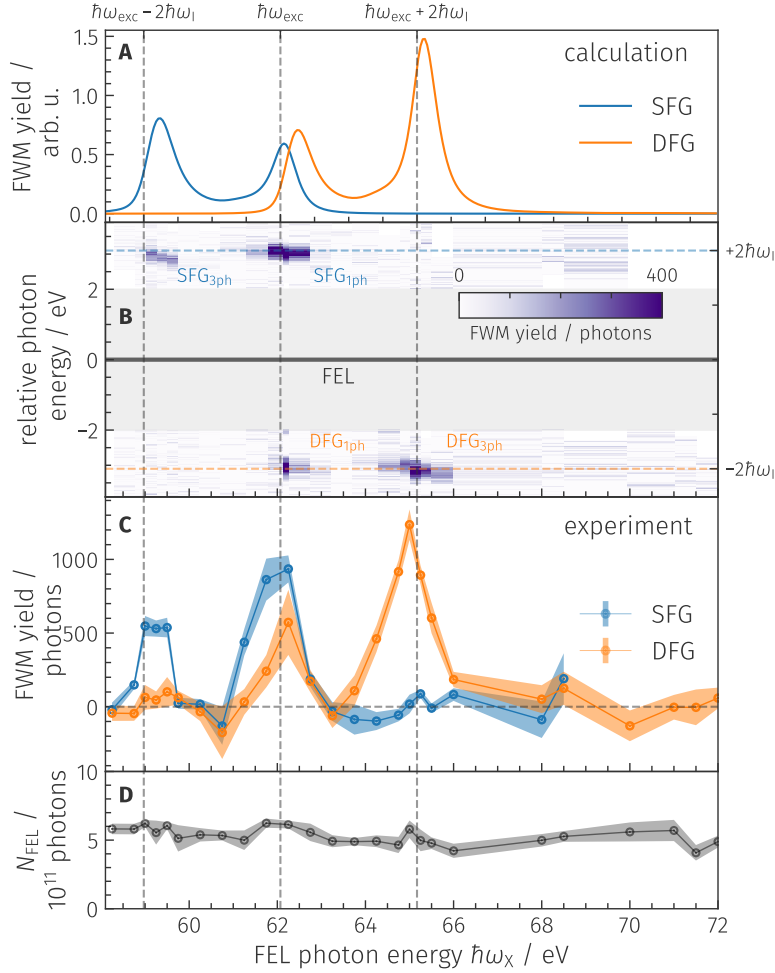 ħω_exc − 2ħω_l ħω_exc ħω_exc + 2ħω_l
A
calculation
SFG
DFG
FWM yield /
arb. u.
1.5
1.0
0.5
0.0
+2ħω_l
SFG_3ph SFG_1ph
0 400
FWM yield / photons
B
relative photon
energy / eV
2
0
−2
FEL
DFG_1ph DFG_3ph
−2ħω_l
C
experiment
SFG
DFG
FWM yield /
photons
1000
500
0
D
N_FEL /
10^11 photons
10
5
0
60 62 64 66 68 70 72
FEL photon energy ħω_X / eV